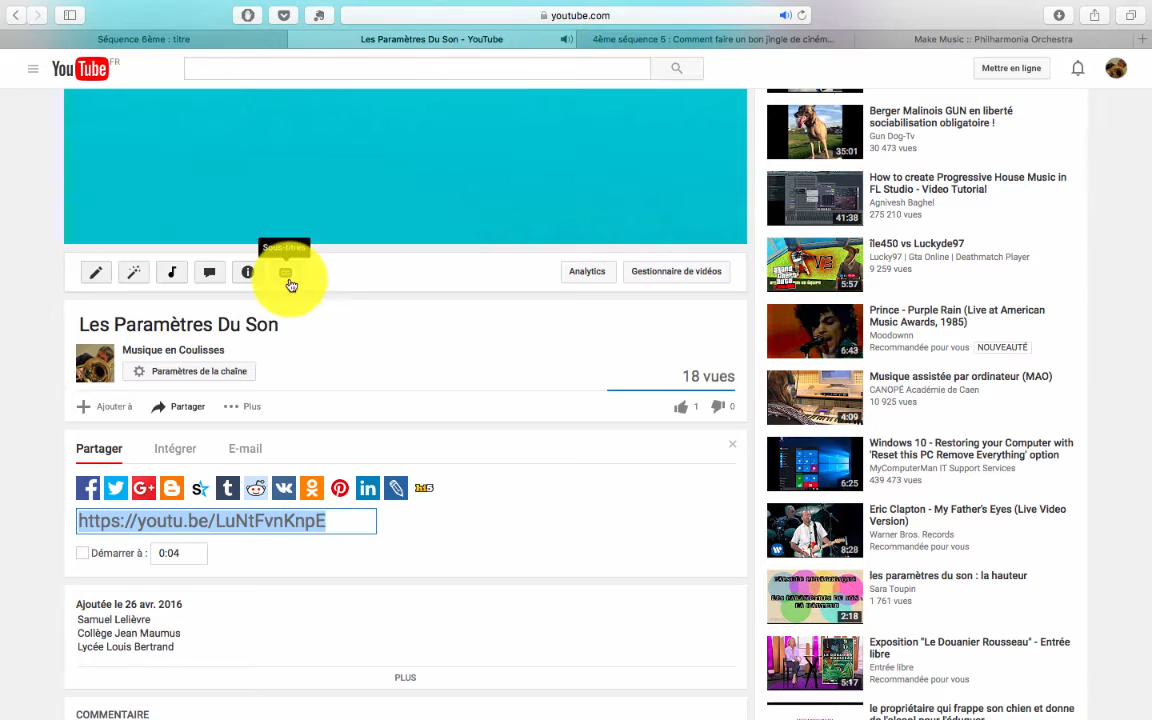 youtube.com
Séquence 6ème : titre
Les Paramètres Du Son - YouTube
4ème séquence 5 : Comment faire un bon jingle de ciném...
Make Music :: Philharmonia Orchestra
YouTube FR
Mettre en ligne
Sous-titres
Analytics
Gestionnaire de vidéos
Les Paramètres Du Son
Musique en Coulisses
Paramètres de la chaîne
18 vues
Ajouter à
Partager
Plus
1
0
Partager
Intégrer
E-mail
https://youtu.be/LuNtFvnKnpE
Démarrer à :
0:04
Ajoutée le 26 avr. 2016
Samuel Lelièvre
Collège Jean Maumus
Lycée Louis Bertrand
PLUS
COMMENTAIRE
35:01
Berger Malinois GUN en liberté
sociabilisation obligatoire !
Gun Dog-Tv
30 473 vues
41:38
How to create Progressive House Music in
FL Studio - Video Tutorial
Agnivesh Baghel
275 210 vues
5:57
île450 vs Luckyde97
Lucky97 | Gta Online | Deathmatch Player
9 259 vues
6:43
Prince - Purple Rain (Live at American
Music Awards, 1985)
Moodownn
Recommandée pour vous NOUVEAUTÉ
4:09
Musique assistée par ordinateur (MAO)
CANOPÉ Académie de Caen
10 925 vues
6:25
Windows 10 - Restoring your Computer with
'Reset this PC Remove Everything' option
MyComputerMan IT Support Services
439 473 vues
8:28
Eric Clapton - My Father's Eyes (Live Video
Version)
Warner Bros. Records
Recommandée pour vous
CAPSULE PÉDAGOGIQUE
LES PARAMÈTRES DU SON
LA HAUTEUR
2:18
les paramètres du son : la hauteur
Sara Toupin
1 761 vues
5:17
Exposition "Le Douanier Rousseau" - Entrée
libre
Entrée libre
Recommandée pour vous
le propriétaire qui frappe son chien et donne